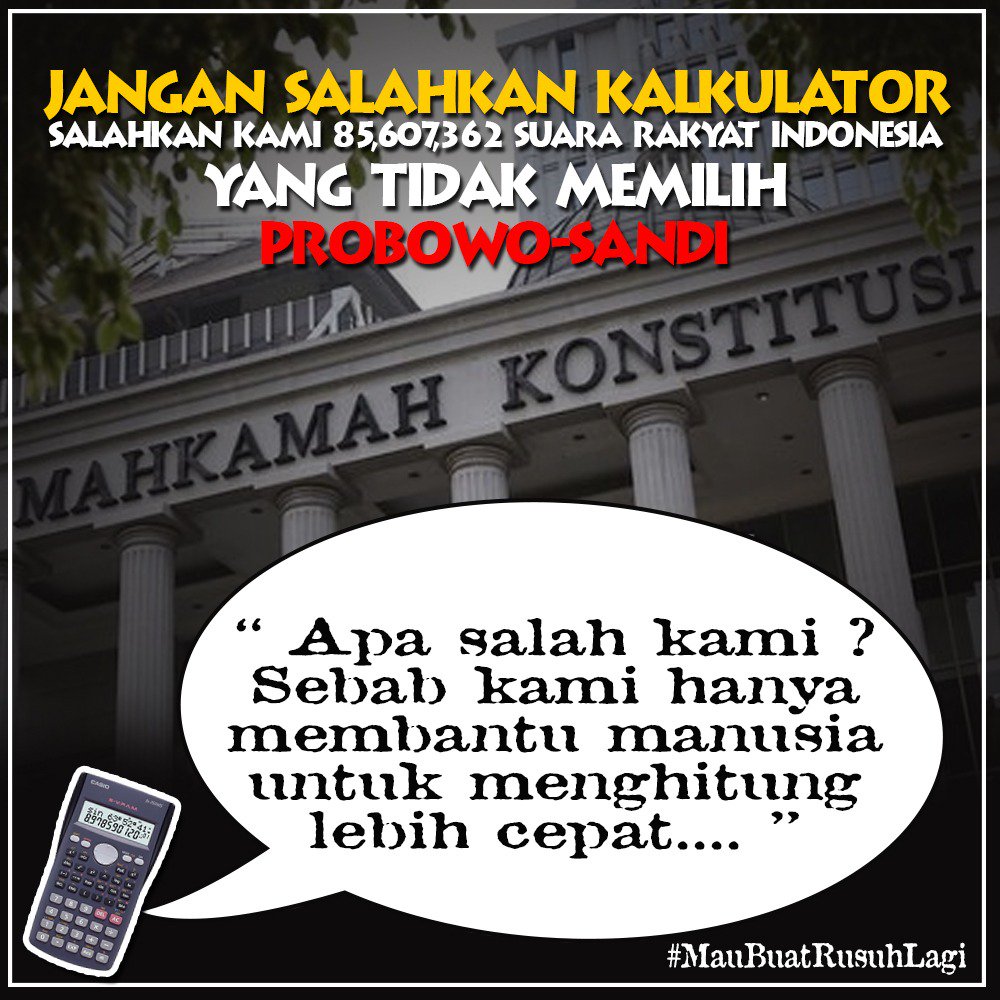 JANGAN SALAHKAN KALKULATOR
SALAHKAN KAMI 85,607,362 SUARA RAKYAT INDONESIA
YANG TIDAK MEMILIH
PROBOWO-SANDI
MAHKAMAH KONSTITUSI
“ Apa salah kami ?
Sebab kami hanya
membantu manusia
untuk menghitung
lebih cepat.... ”
CASIO
#MauBuatRusuhLagi